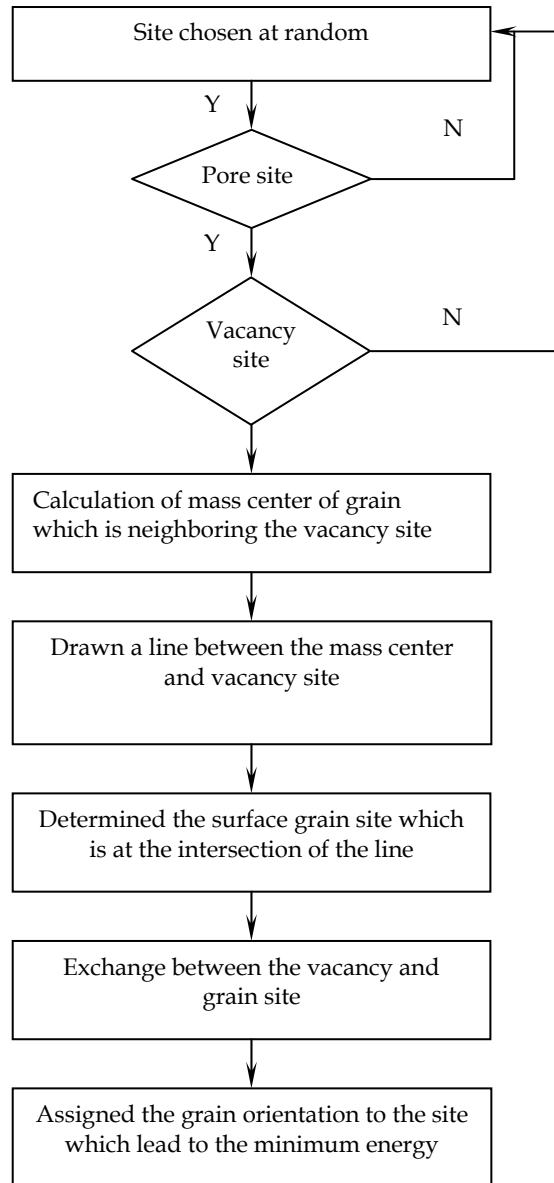 Site chosen at random
Y
N
Pore site
Y
N
Vacancy
site
Calculation of mass center of grain
which is neighboring the vacancy site
Drawn a line between the mass center
and vacancy site
Determined the surface grain site which
is at the intersection of the line
Exchange between the vacancy and
grain site
Assigned the grain orientation to the site
which lead to the minimum energy